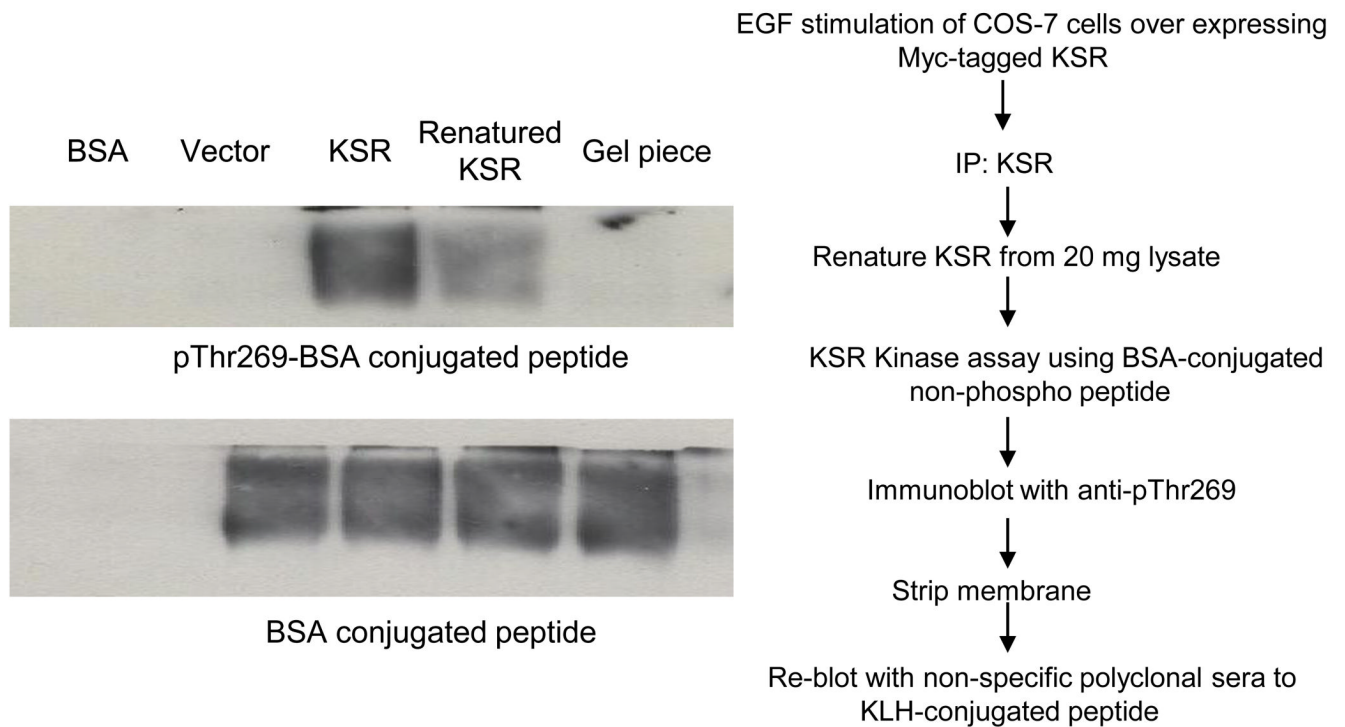 BSA
Vector
KSR
Renatured
KSR
Gel piece
pThr269-BSA conjugated peptide
BSA conjugated peptide
EGF stimulation of COS-7 cells over expressing
Myc-tagged KSR
IP: KSR
Renature KSR from 20 mg lysate
KSR Kinase assay using BSA-conjugated
non-phospho peptide
Immunoblot with anti-pThr269
Strip membrane
Re-blot with non-specific polyclonal sera to
KLH-conjugated peptide